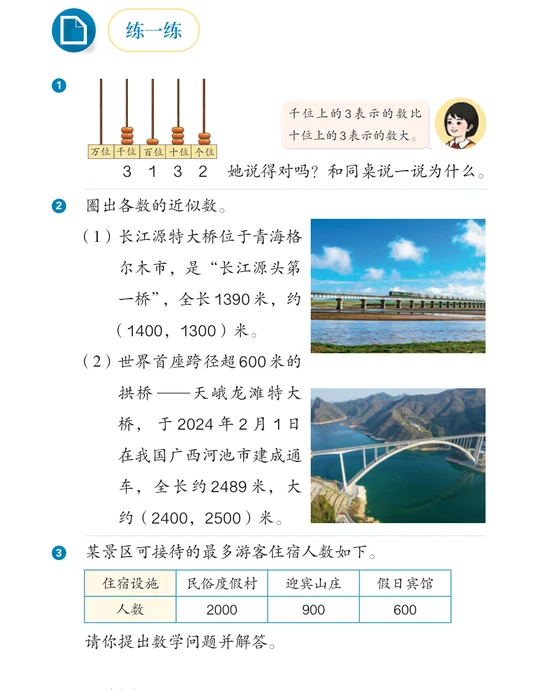 练一练
1
千位上的3表示的数比
十位上的3表示的数大。
万位 千位 百位 十位 个位
3 1 3 2 她说得对吗？和同桌说一说为什么。
2 圈出各数的近似数。
（1）长江源特大桥位于青海格
尔木市，是“长江源头第
一桥”，全长1390米，约
（1400，1300）米。
（2）世界首座跨径超600米的
拱桥——天峨龙滩特大
桥，于2024年2月1日
在我国广西河池市建成通
车，全长约2489米，大
约（2400，2500）米。
3 某景区可接待的最多游客住宿人数如下。
住宿设施 民俗度假村 迎宾山庄 假日宾馆
人数 2000 900 600
请你提出数学问题并解答。